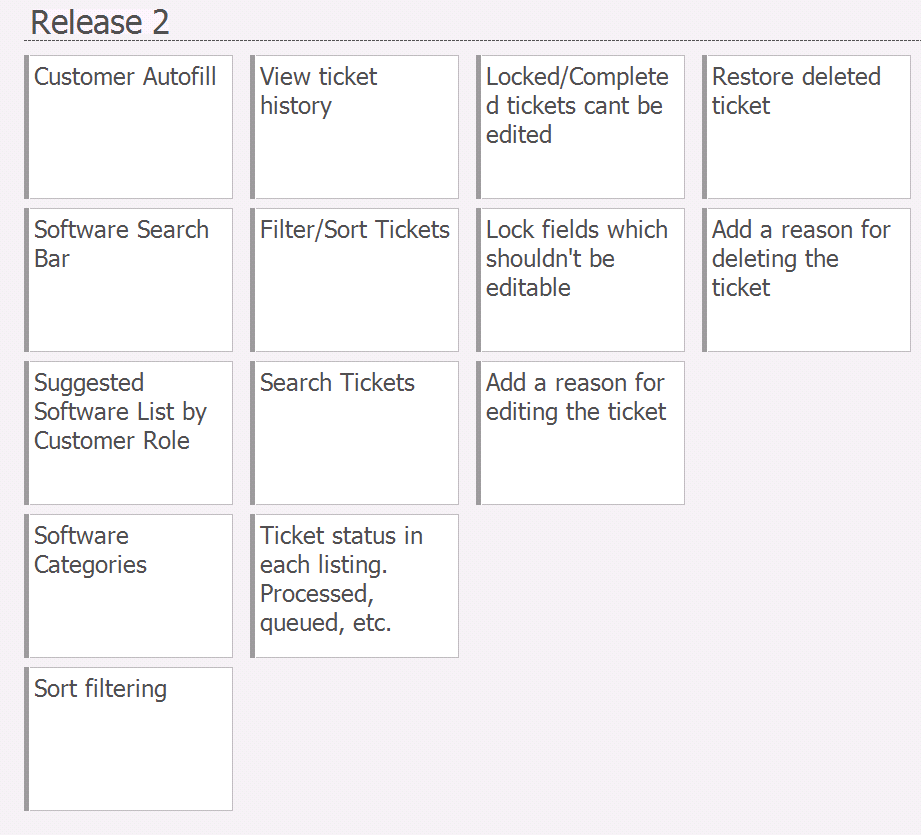 Release 2
Customer Autofill
View ticket
history
Locked/Complete
d tickets cant be
edited
Restore deleted
ticket
Software Search
Bar
Filter/Sort Tickets
Lock fields which
shouldn't be
editable
Add a reason for
deleting the
ticket
Suggested
Software List by
Customer Role
Search Tickets
Add a reason for
editing the ticket
Software
Categories
Ticket status in
each listing.
Processed,
queued, etc.
Sort filtering